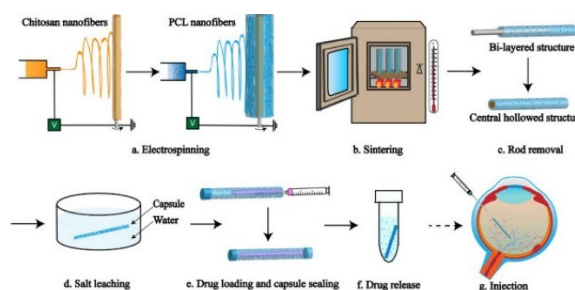 Chitosan nanofibers
PCL nanofibers
V
V
a. Electrospinning
b. Sintering
Bi-layered structure
Central hollowed structu
c. Rod removal
Capsule
Water
d. Salt leaching
e. Drug loading and capsule sealing
f. Drug release
g. Injection